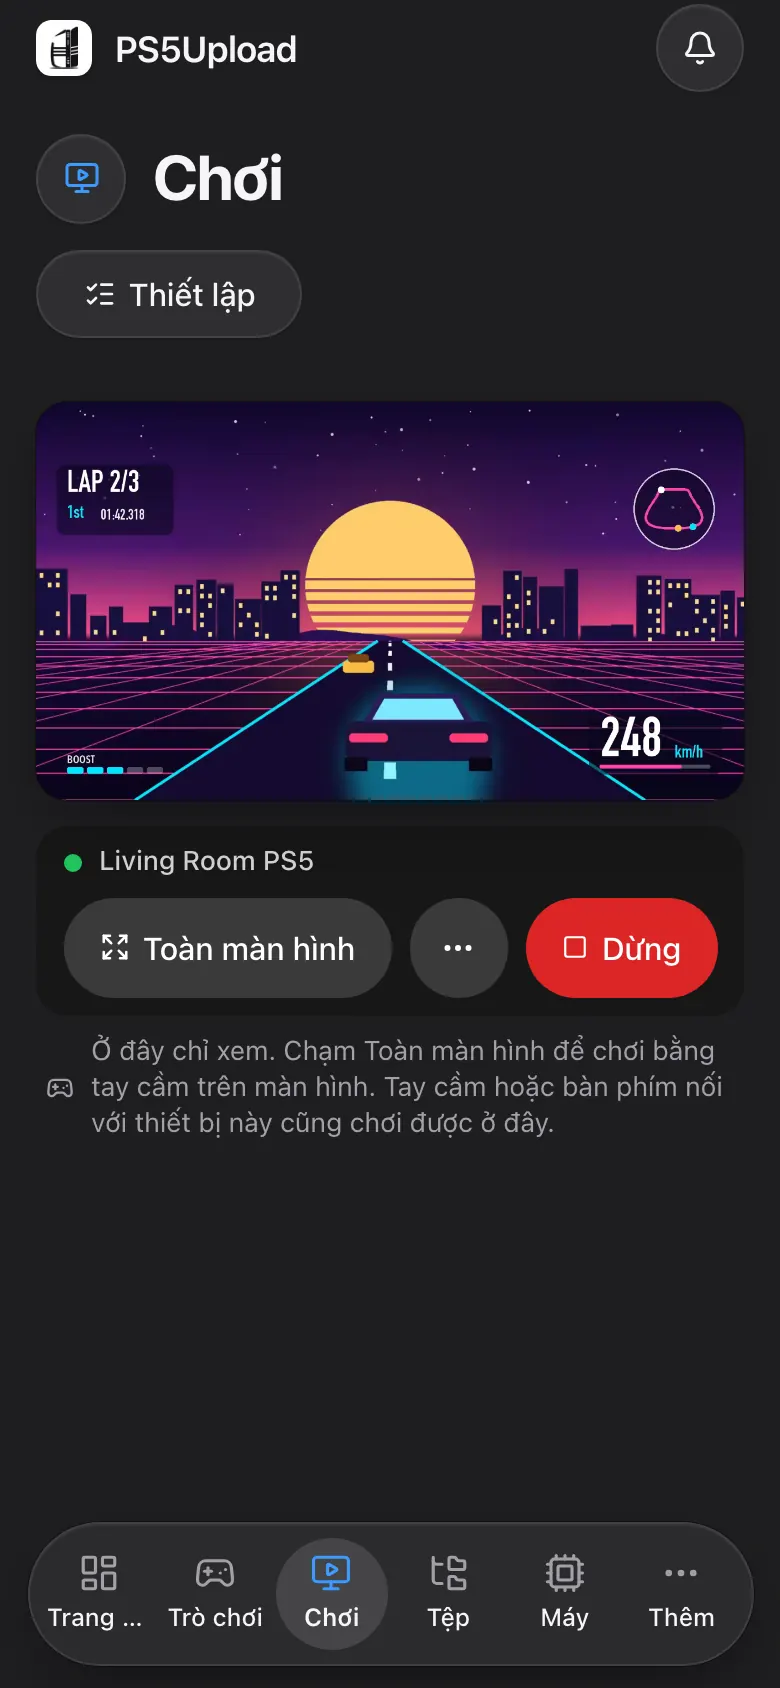 PS5Upload
Chơi
Thiết lập
LAP 2/3
1st 01:42.318
BOOST
248 km/h
Living Room PS5
Toàn màn hình
Dừng
Ở đây chỉ xem. Chạm Toàn màn hình để chơi bằng
tay cầm trên màn hình. Tay cầm hoặc bàn phím nối
với thiết bị này cũng chơi được ở đây.
Trang ...
Trò chơi
Chơi
Tệp
Máy
Thêm